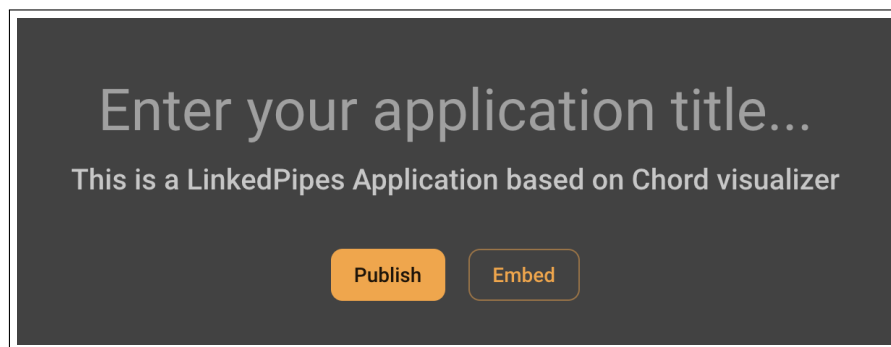 Enter your application title...
This is a LinkedPipes Application based on Chord visualizer
Publish Embed